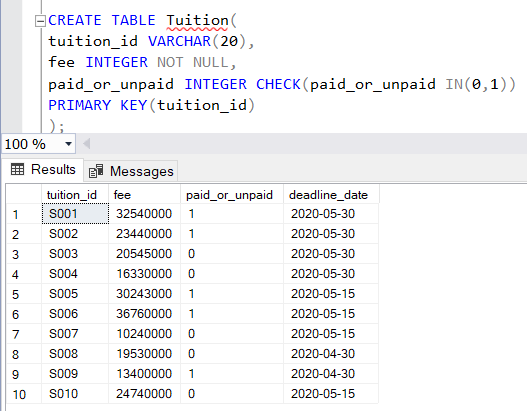 CREATE TABLE Tuition(
tuition_id VARCHAR(20),
fee INTEGER NOT NULL,
paid_or_unpaid INTEGER CHECK(paid_or_unpaid IN(0,1))
PRIMARY KEY(tuition_id)
);
100 %
Results Messages
tuition_id fee paid_or_unpaid deadline_date
1 S001 32540000 1 2020-05-30
2 S002 23440000 1 2020-05-30
3 S003 20545000 0 2020-05-30
4 S004 16330000 0 2020-05-30
5 S005 30243000 1 2020-05-15
6 S006 36760000 1 2020-05-15
7 S007 10240000 0 2020-05-15
8 S008 19530000 0 2020-04-30
9 S009 13400000 1 2020-04-30
10 S010 24740000 0 2020-05-15